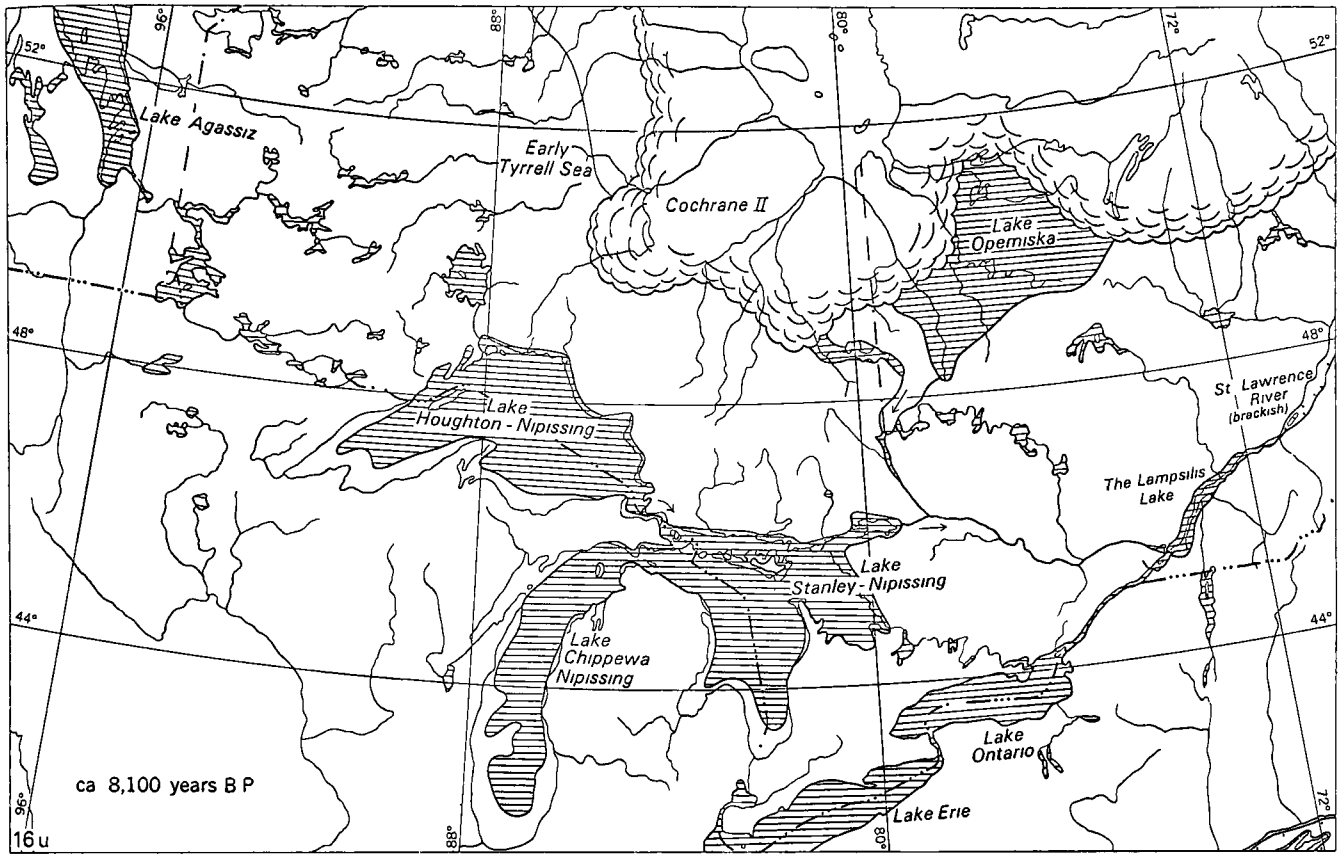 96°
88°
80°
72°
52°
52°
Lake Agassiz
Early
Tyrrell Sea
Cochrane II
Lake
Opemiska
48°
48°
Lake
Houghton - Nipissing
St Lawrence
River
(brackish)
The Lampsilis
Lake
Lake
Stanley - Nipissing
44°
44°
Lake
Chippewa
Nipissing
Lake
Ontario
ca 8,100 years B P
Lake Erie
96°
88°
80°
72°
16u